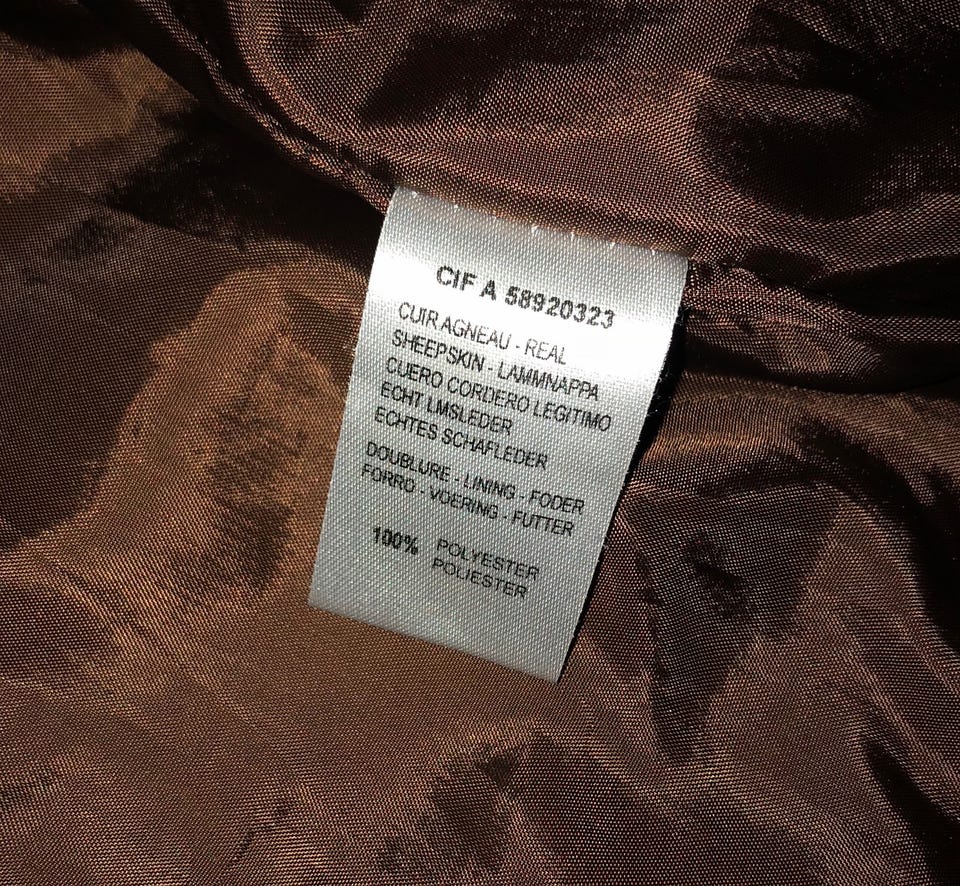 CIF A 58920323
CUIR AGNEAU - REAL
SHEEPSKIN - LAMMNAPPA
CUERO CORDERO LEGITIMO
ECHT LMSLEDER
ECHTES SCHAFLEDER
DOUBLURE - LINING - FODER
FORRO - VOERING - FUTTER
100% POLYESTER
POLIESTER